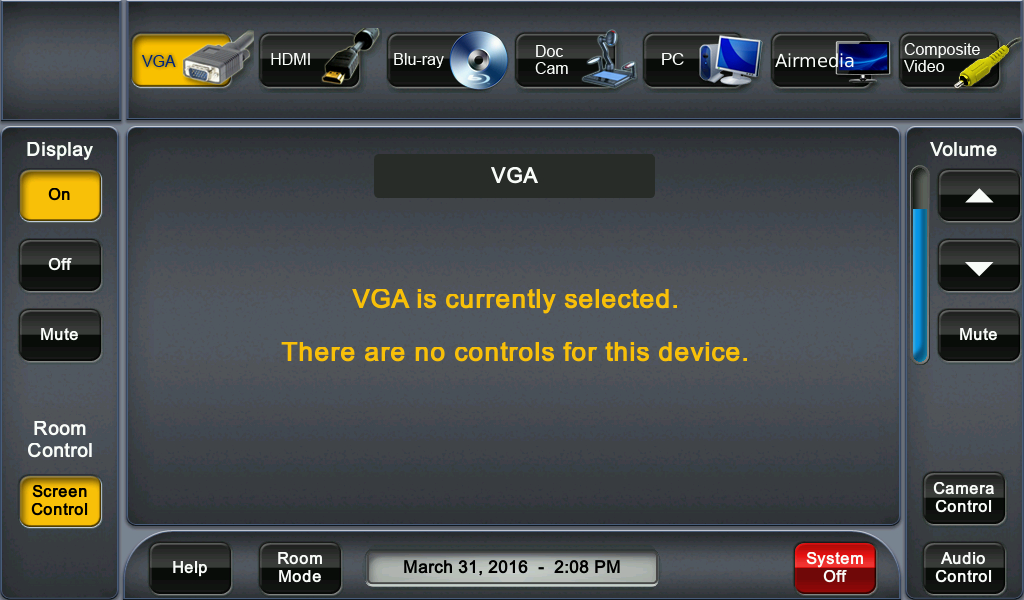 VGA
HDMI
Blu-ray
Doc
Cam
PC
Airmedia
Composite
Video
Display
On
Off
Mute
Room
Control
Screen
Control
VGA
VGA is currently selected.
There are no controls for this device.
Volume
Mute
Camera
Control
Audio
Control
Help
Room
Mode
March 31, 2016 - 2:08 PM
System
Off